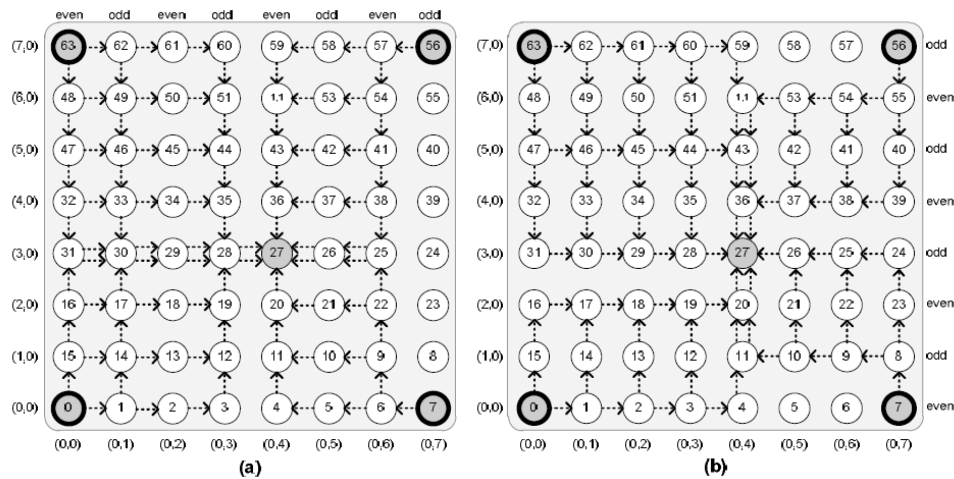 even odd even odd even odd even odd
(7,0) 63 62 61 60 59 58 57 56
(6,0) 48 49 50 51 1,1 53 54 55
(5,0) 47 46 45 44 43 42 41 40
(4,0) 32 33 34 35 36 37 38 39
(3,0) 31 30 29 28 27 26 25 24
(2,0) 16 17 18 19 20 21 22 23
(1,0) 15 14 13 12 11 10 9 8
(0,0) 0 1 2 3 4 5 6 7
(0,0) (0,1) (0,2) (0,3) (0,4) (0,5) (0,6) (0,7)
(a)
(7,0) 63 62 61 60 59 58 57 56 odd
(6,0) 48 49 50 51 1,1 53 54 55 even
(5,0) 47 46 45 44 43 42 41 40 odd
(4,0) 32 33 34 35 36 37 38 39 even
(3,0) 31 30 29 28 27 26 25 24 odd
(2,0) 16 17 18 19 20 21 22 23 even
(1,0) 15 14 13 12 11 10 9 8 odd
(0,0) 0 1 2 3 4 5 6 7 even
(0,0) (0,1) (0,2) (0,3) (0,4) (0,5) (0,6) (0,7)
(b)